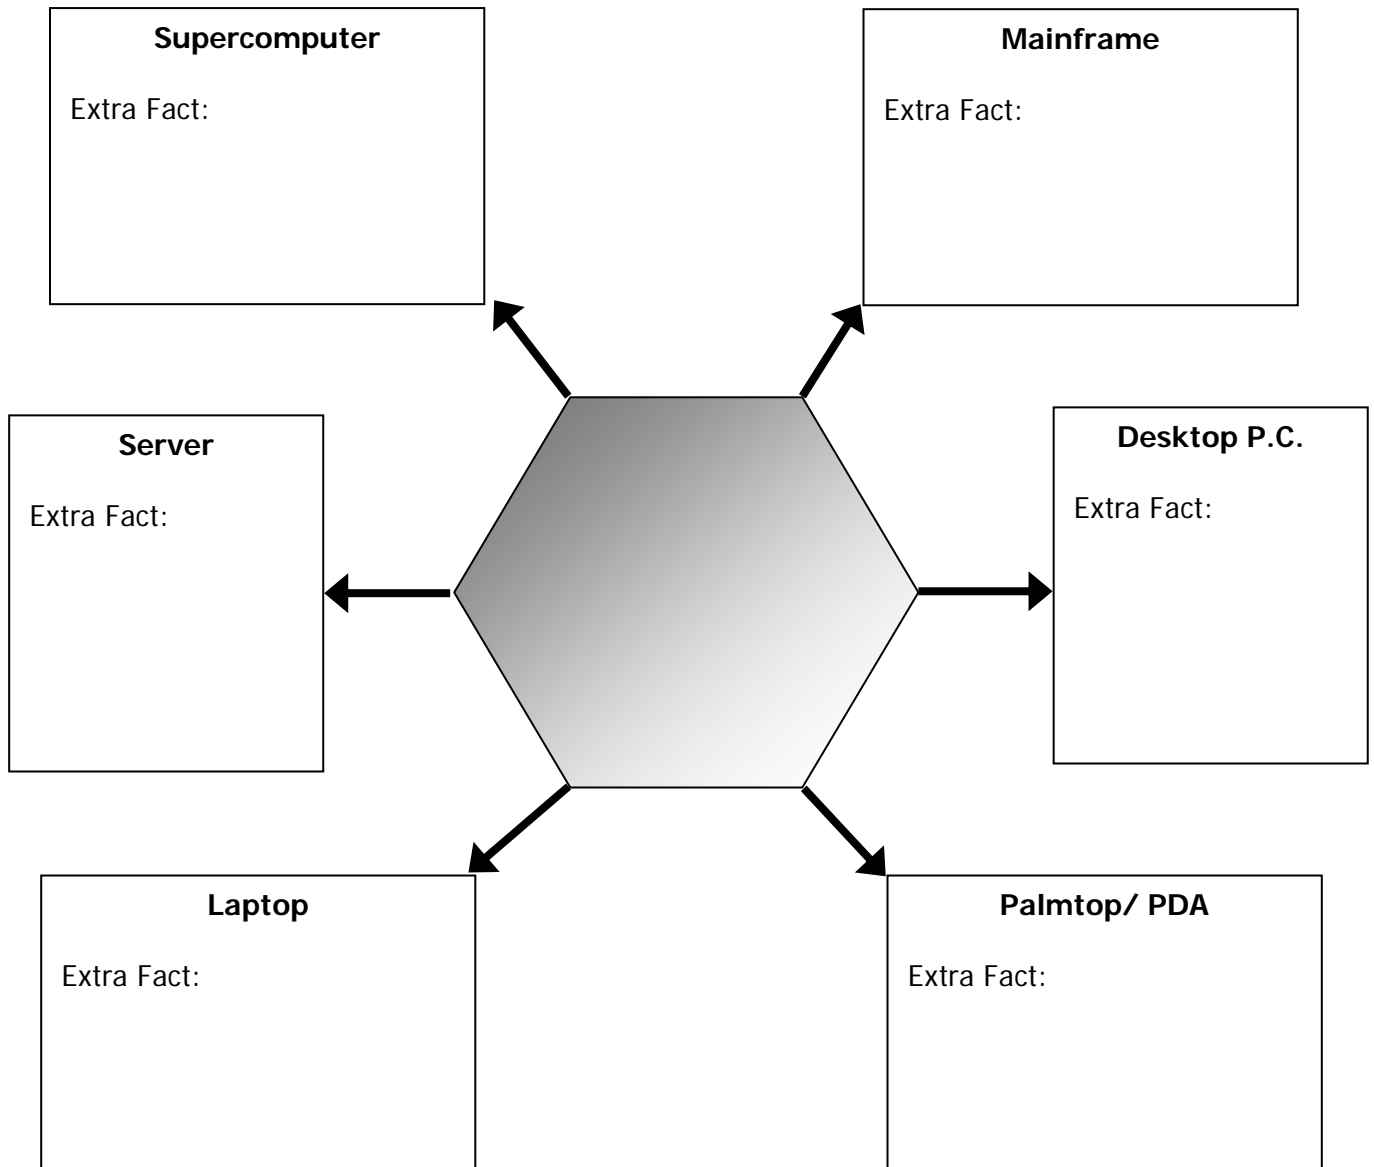 Supercomputer
Extra Fact:
Mainframe
Extra Fact:
Server
Extra Fact:
Desktop P.C.
Extra Fact:
Laptop
Extra Fact:
Palmtop/ PDA
Extra Fact: